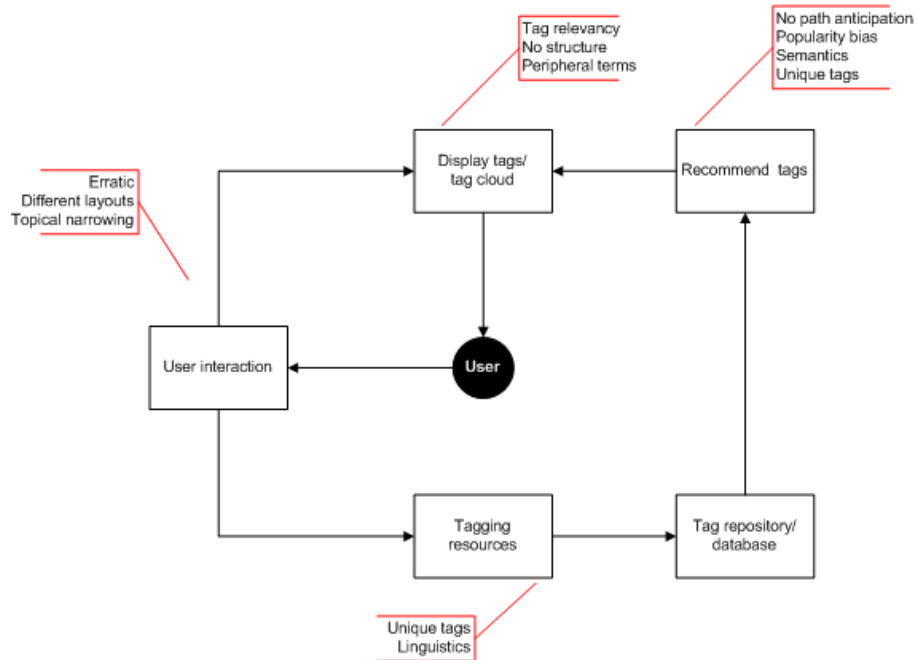 Tag relevancy
No structure
Peripheral terms
No path anticipation
Popularity bias
Semantics
Unique tags
Display tags/
tag cloud
Recommend tags
Erratic
Different layouts
Topical narrowing
User interaction
User
Tagging
resources
Tag repository/
database
Unique tags
Linguistics